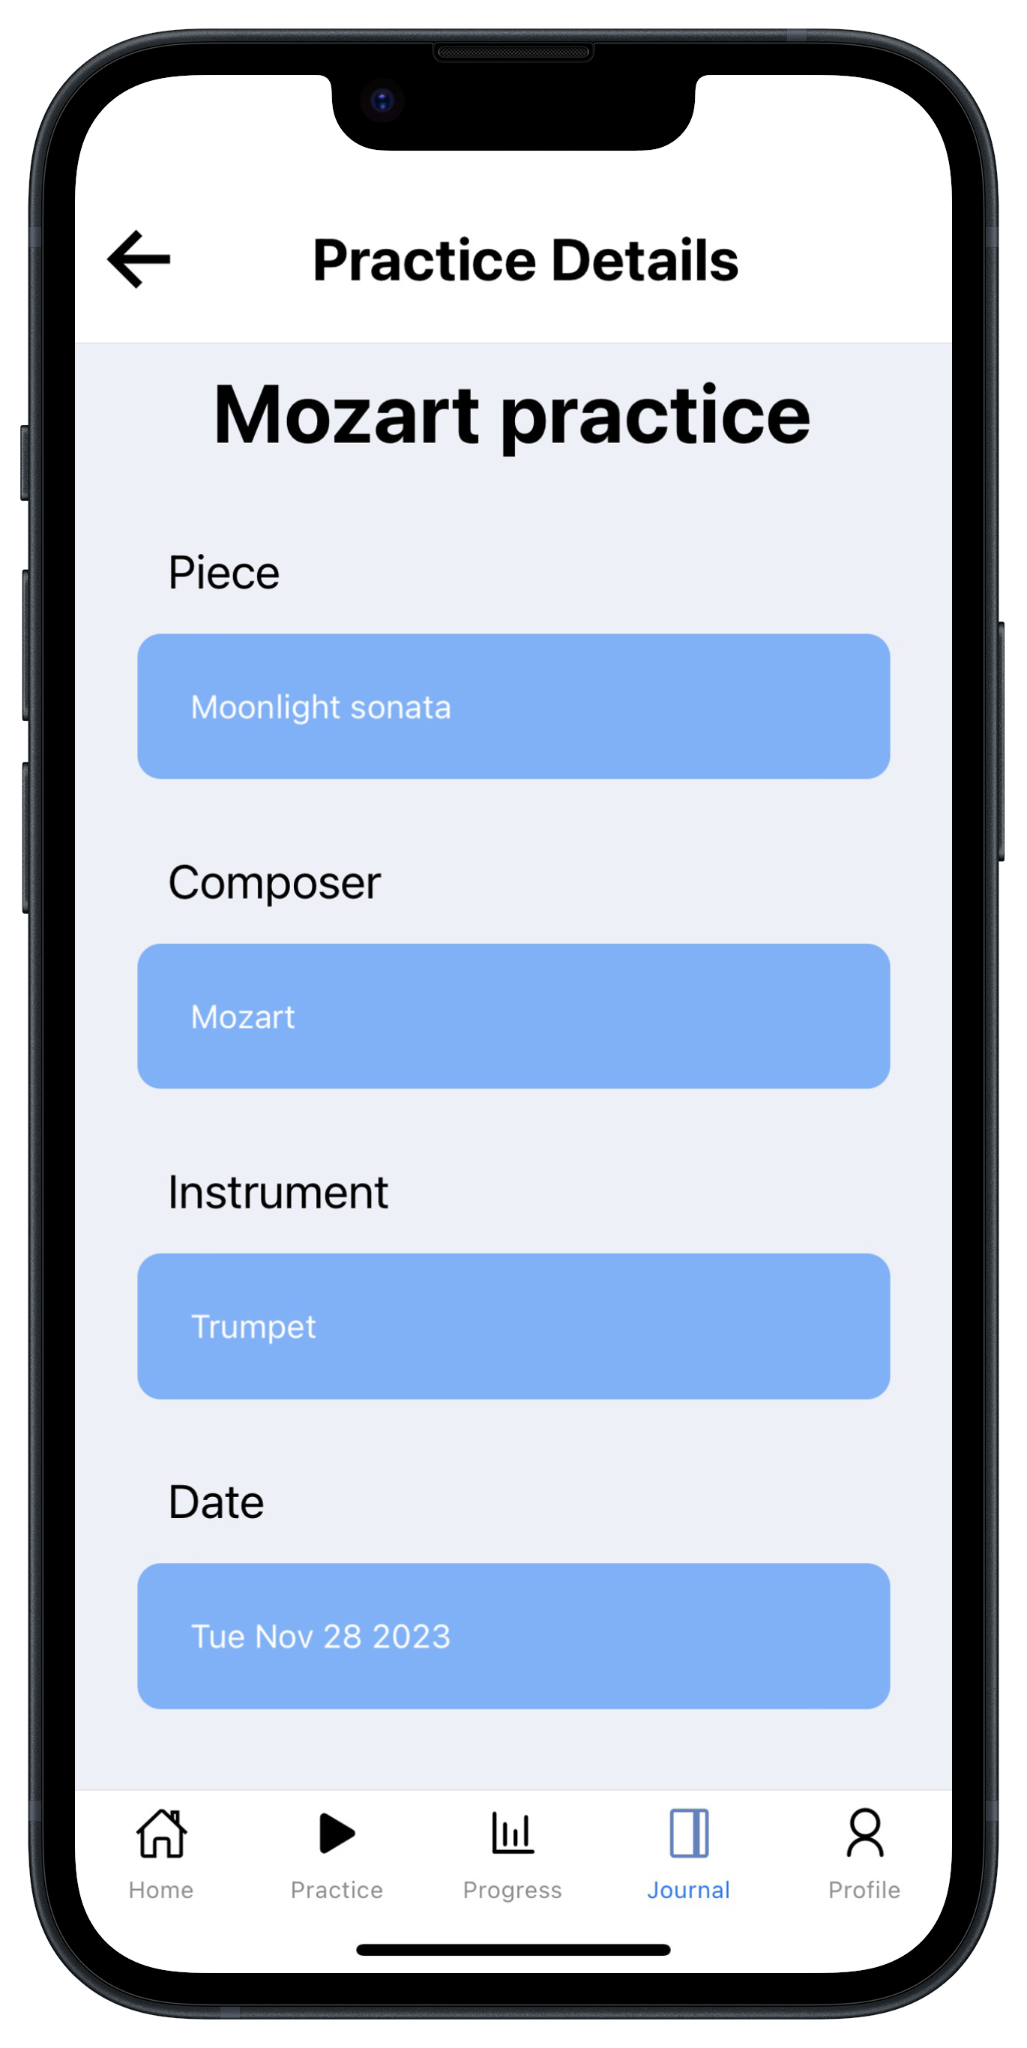 Practice Details
Mozart practice
Piece
Moonlight sonata
Composer
Mozart
Instrument
Trumpet
Date
Tue Nov 28 2023
Home Practice Progress Journal Profile